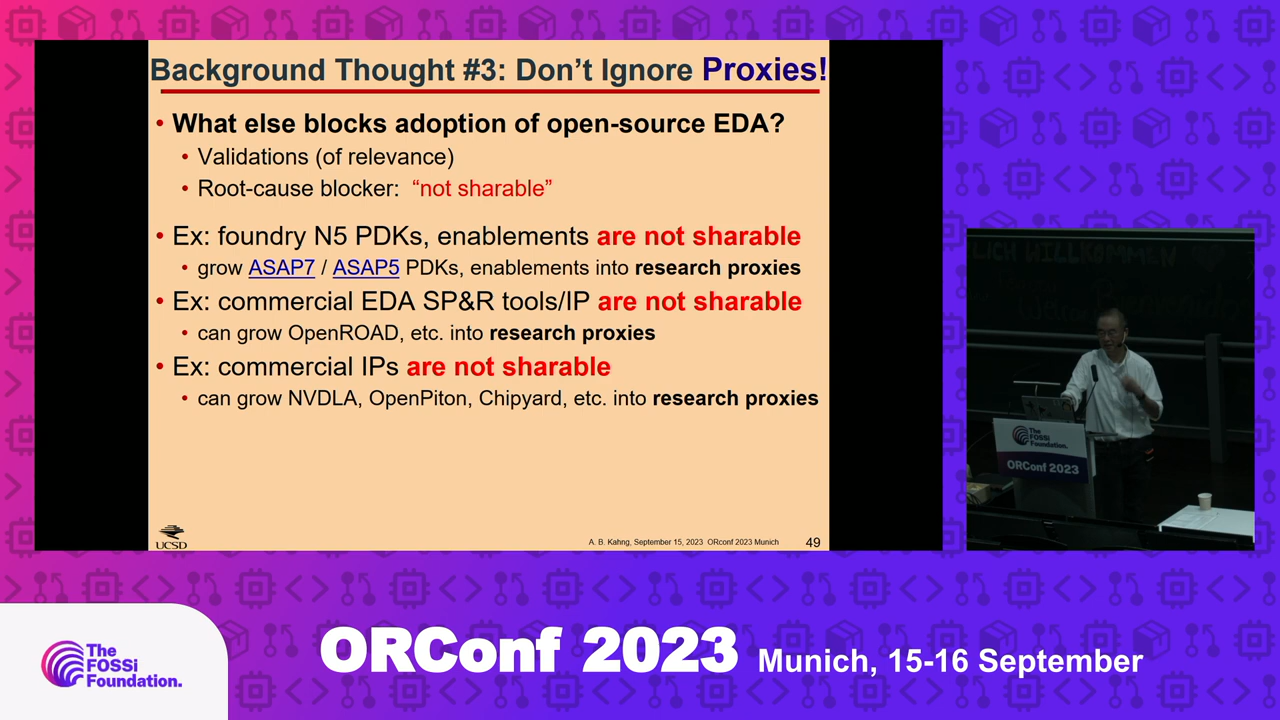 Background Thought #3: Don't Ignore Proxies!
• What else blocks adoption of open-source EDA?
• Validations (of relevance)
• Root-cause blocker: “not sharable”
• Ex: foundry N5 PDKs, enablements are not sharable
• grow ASAP7 / ASAP5 PDKs, enablements into research proxies
• Ex: commercial EDA SP&R tools/IP are not sharable
• can grow OpenROAD, etc. into research proxies
• Ex: commercial IPs are not sharable
• can grow NVDLA, OpenPiton, Chipyard, etc. into research proxies
UCSD
A. B. Kahng, September 15, 2023 ORconf 2023 Munich
49
WILLKOMMEN
The
FOSSi
Foundation.
ORConf 2023
The
FOSSi
Foundation.
ORConf 2023 Munich, 15-16 September